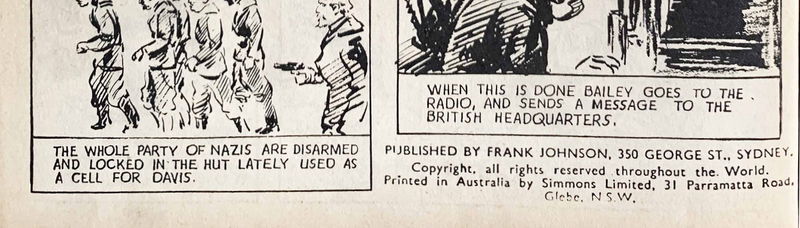 THE WHOLE PARTY OF NAZIS ARE DISARMED
AND LOCKED IN THE HUT LATELY USED AS
A CELL FOR DAVIS.
WHEN THIS IS DONE BAILEY GOES TO THE
RADIO, AND SENDS A MESSAGE TO THE
BRITISH HEADQUARTERS.
PUBLISHED BY FRANK JOHNSON, 350 GEORGE ST., SYDNEY.
Copyright, all rights reserved throughout the World.
Printed in Australia by Simmons Limited, 31 Parramatta Road,
Glebe, N.S.W.